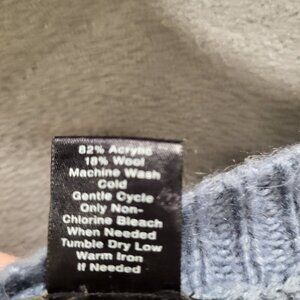 82% Acrylic
18% Wool
Machine Wash
Cold
Gentle Cycle
Only Non-
Chlorine Bleach
When Needed
Tumble Dry Low
Warm Iron
If Needed